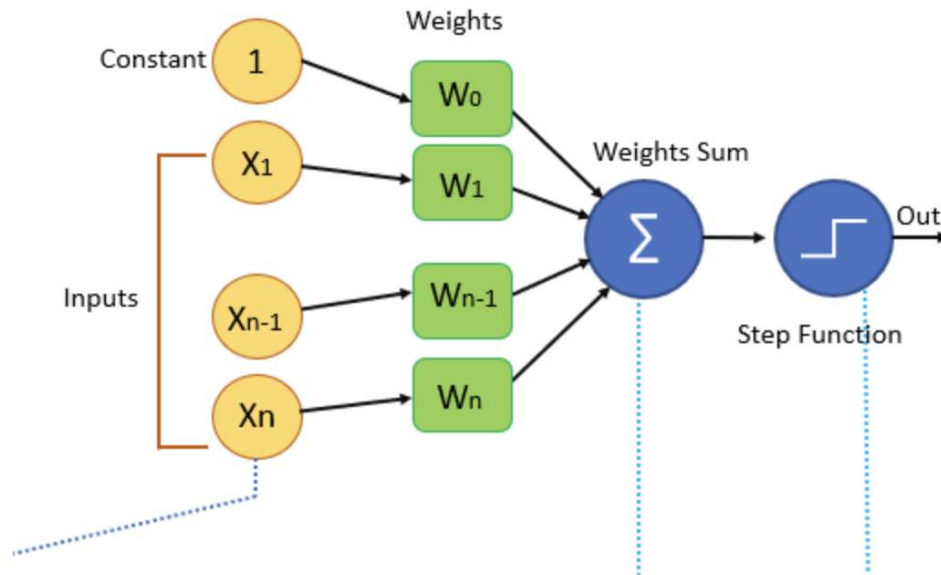 Weights
Constant
1
W0
X1
W1
Weights Sum
Σ
Out
Inputs
Xn-1
Wn-1
Step Function
Xn
Wn